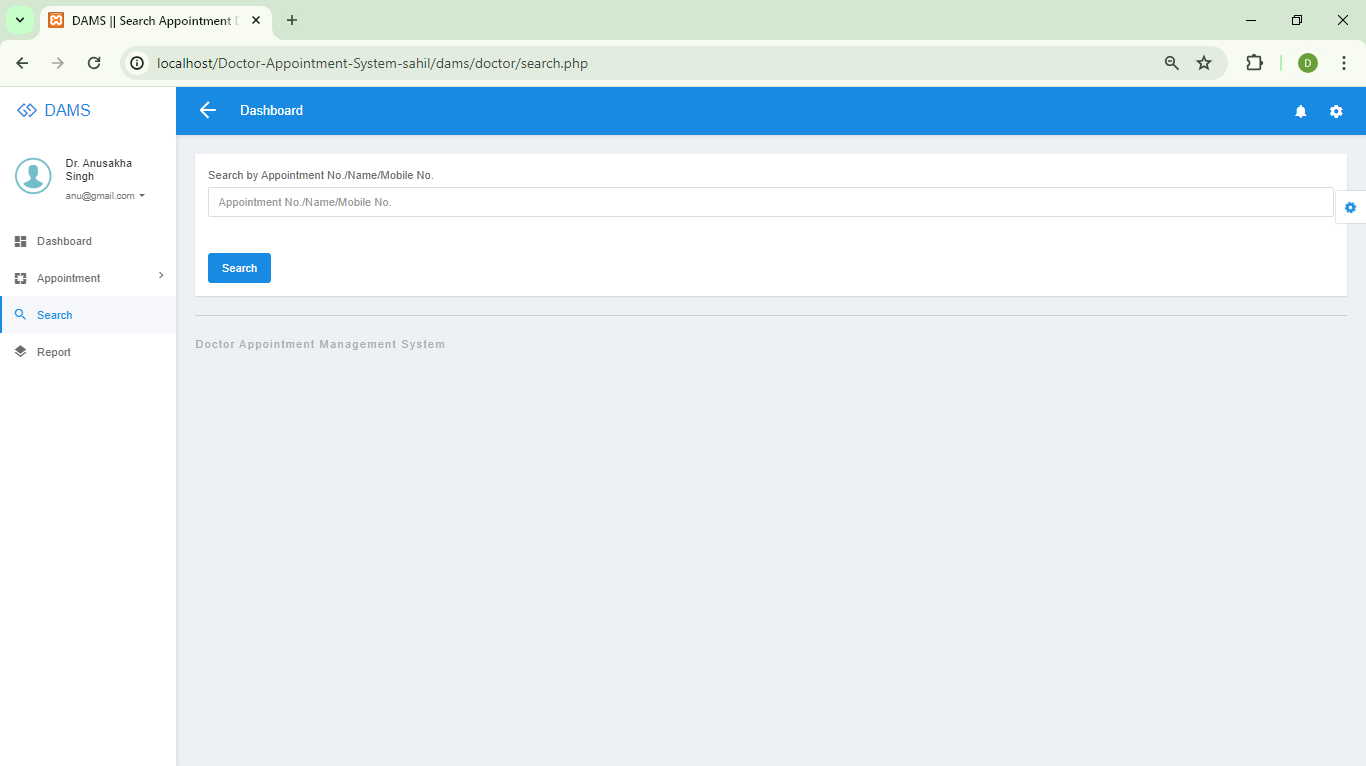 DAMS || Search Appointment
localhost/Doctor-Appointment-System-sahil/dams/doctor/search.php
D
DAMS
Dashboard
Dr. Anusakha
Singh
anu@gmail.com
Dashboard
Appointment
Search
Report
Search by Appointment No./Name/Mobile No.
Appointment No./Name/Mobile No.
Search
Doctor Appointment Management System